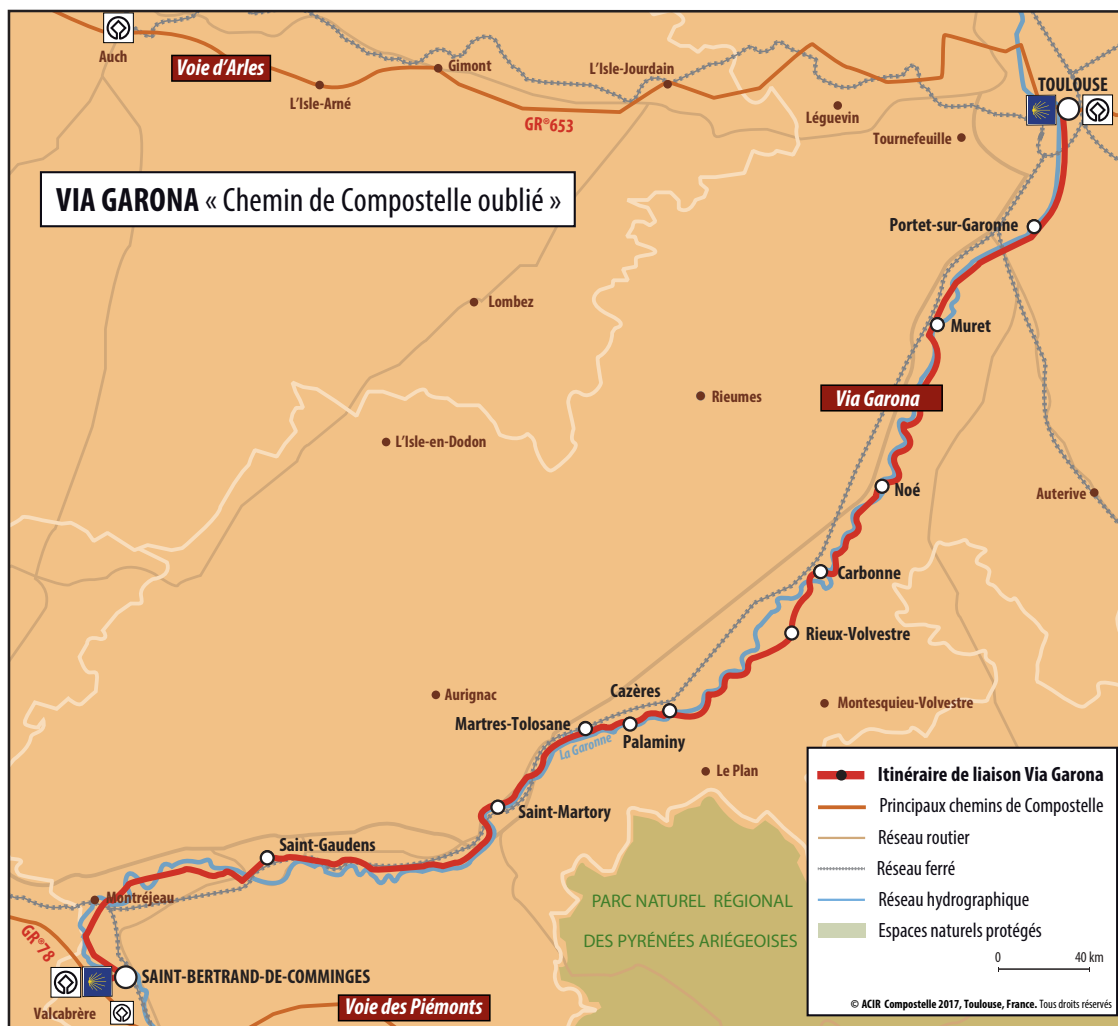 Auch
Voie d'Arles
Gimont
L'Isle-Jourdain
L'Isle-Arné
GR®653
Léguevin
TOULOUSE
Tournefeuille
VIA GARONA « Chemin de Compostelle oublié »
Portet-sur-Garonne
Lombez
Muret
Rieumes
Via Garona
L'Isle-en-Dodon
Noé
Auterive
Carbonne
Rieux-Volvestre
Aurignac
Cazères
Montesquieu-Volvestre
Martres-Tolosane
La Garonne
Palaminy
Le Plan
Saint-Martory
Saint-Gaudens
Montréjeau
PARC NATUREL RÉGIONAL
DES PYRÉNÉES ARIÉGEOISES
GR®78
SAINT-BERTRAND-DE-COMMINGES
Valcabrère
Voie des Piémonts
Itinéraire de liaison Via Garona
Principaux chemins de Compostelle
Réseau routier
Réseau ferré
Réseau hydrographique
Espaces naturels protégés
0 40 km
© ACIR Compostelle 2017, Toulouse, France. Tous droits réservés